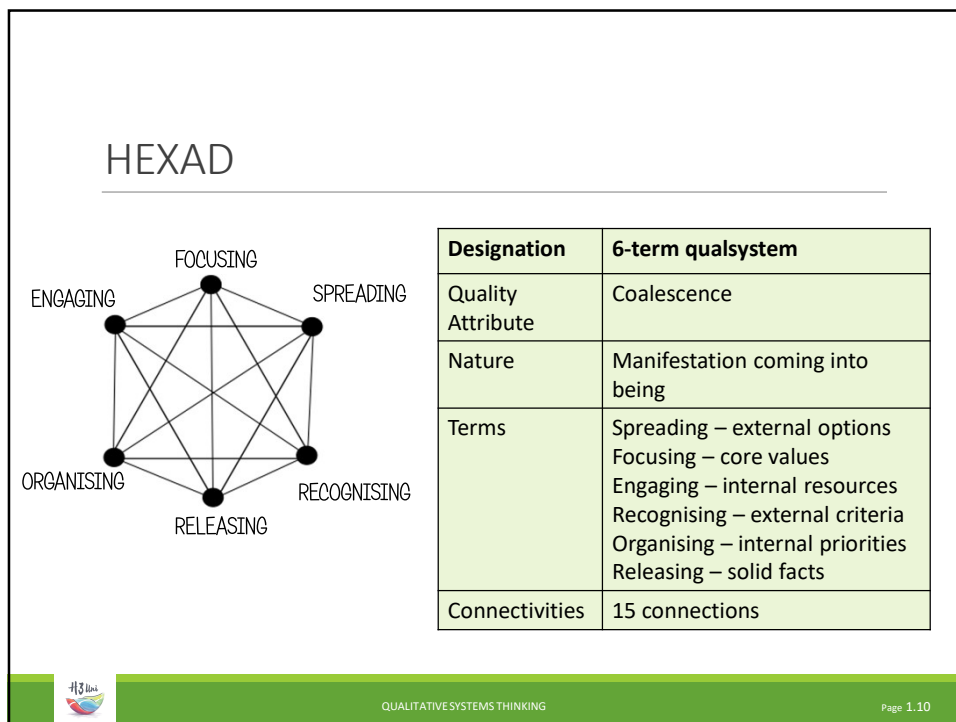 HEXAD
FOCUSING
ENGAGING
SPREADING
ORGANISING
RECOGNISING
RELEASING
Designation 6-term qualsystem
Quality
Attribute
Coalescence
Nature Manifestation coming into
being
Terms Spreading – external options
Focusing – core values
Engaging – internal resources
Recognising – external criteria
Organising – internal priorities
Releasing – solid facts
Connectivities 15 connections
H3Uni
QUALITATIVE SYSTEMS THINKING
Page 1.10